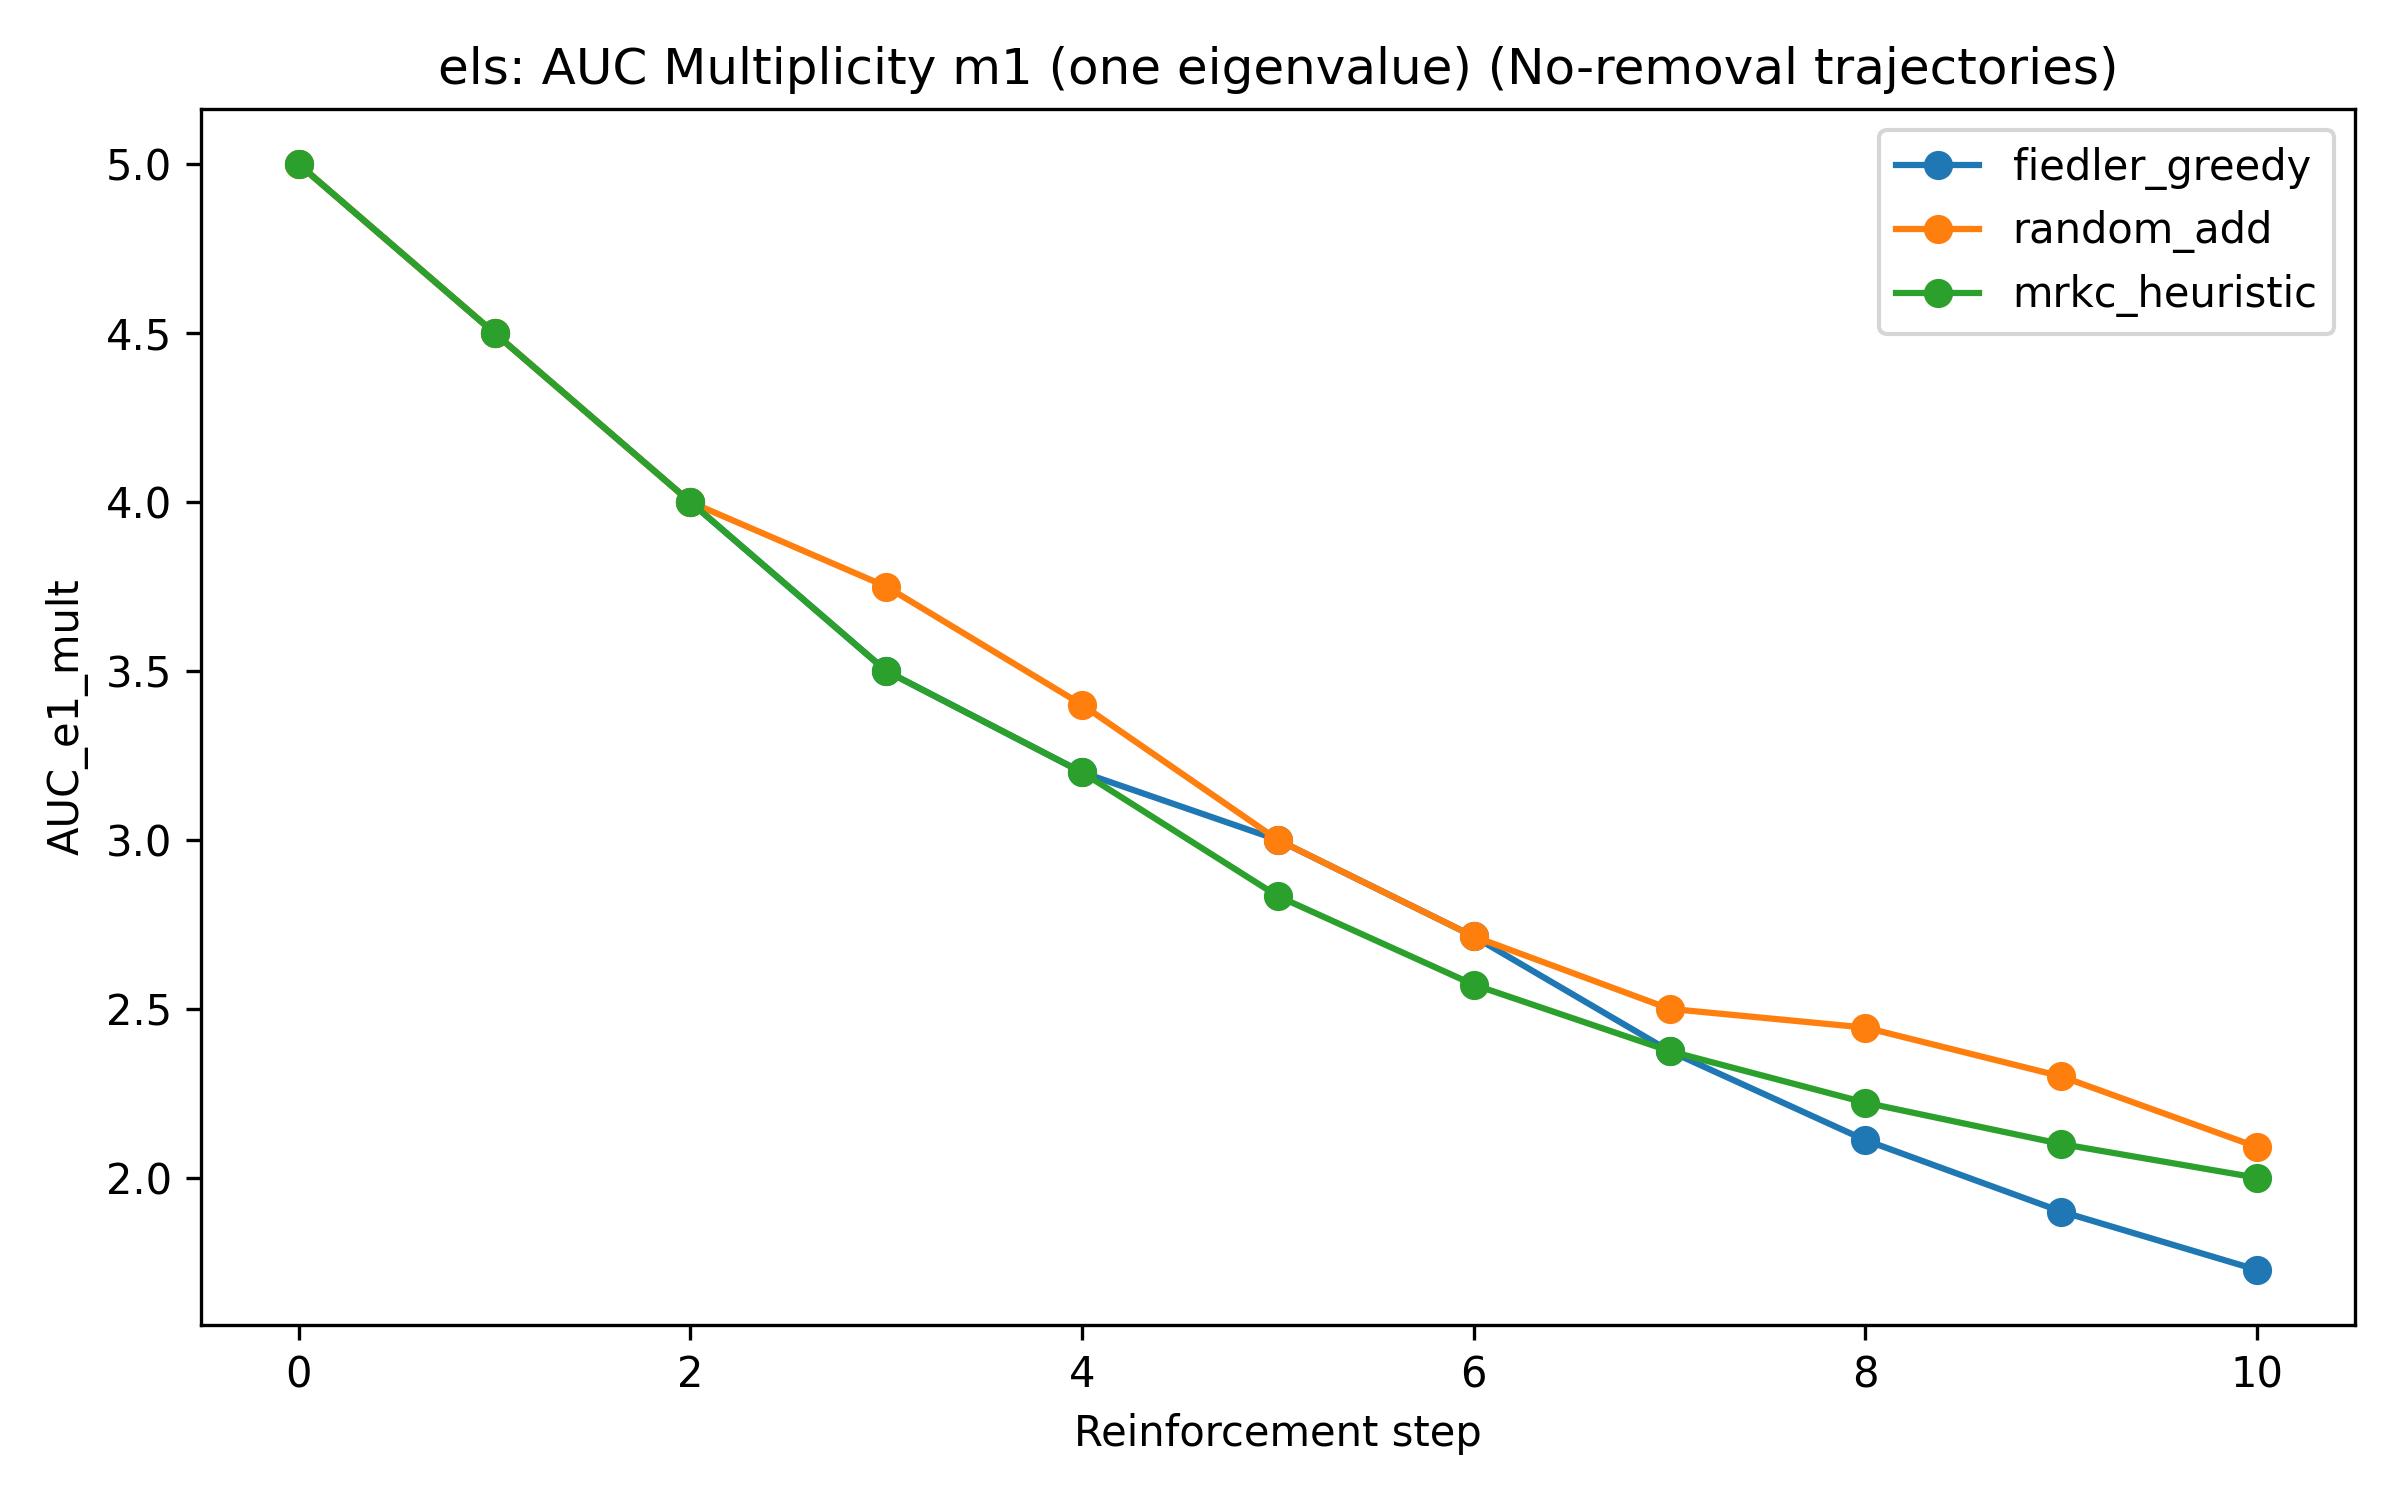 els: AUC Multiplicity m1 (one eigenvalue) (No-removal trajectories)
fiedler_greedy
random_add
mrkc_heuristic
AUC_e1_mult
5.0
4.5
4.0
3.5
3.0
2.5
2.0
0 2 4 6 8 10
Reinforcement step